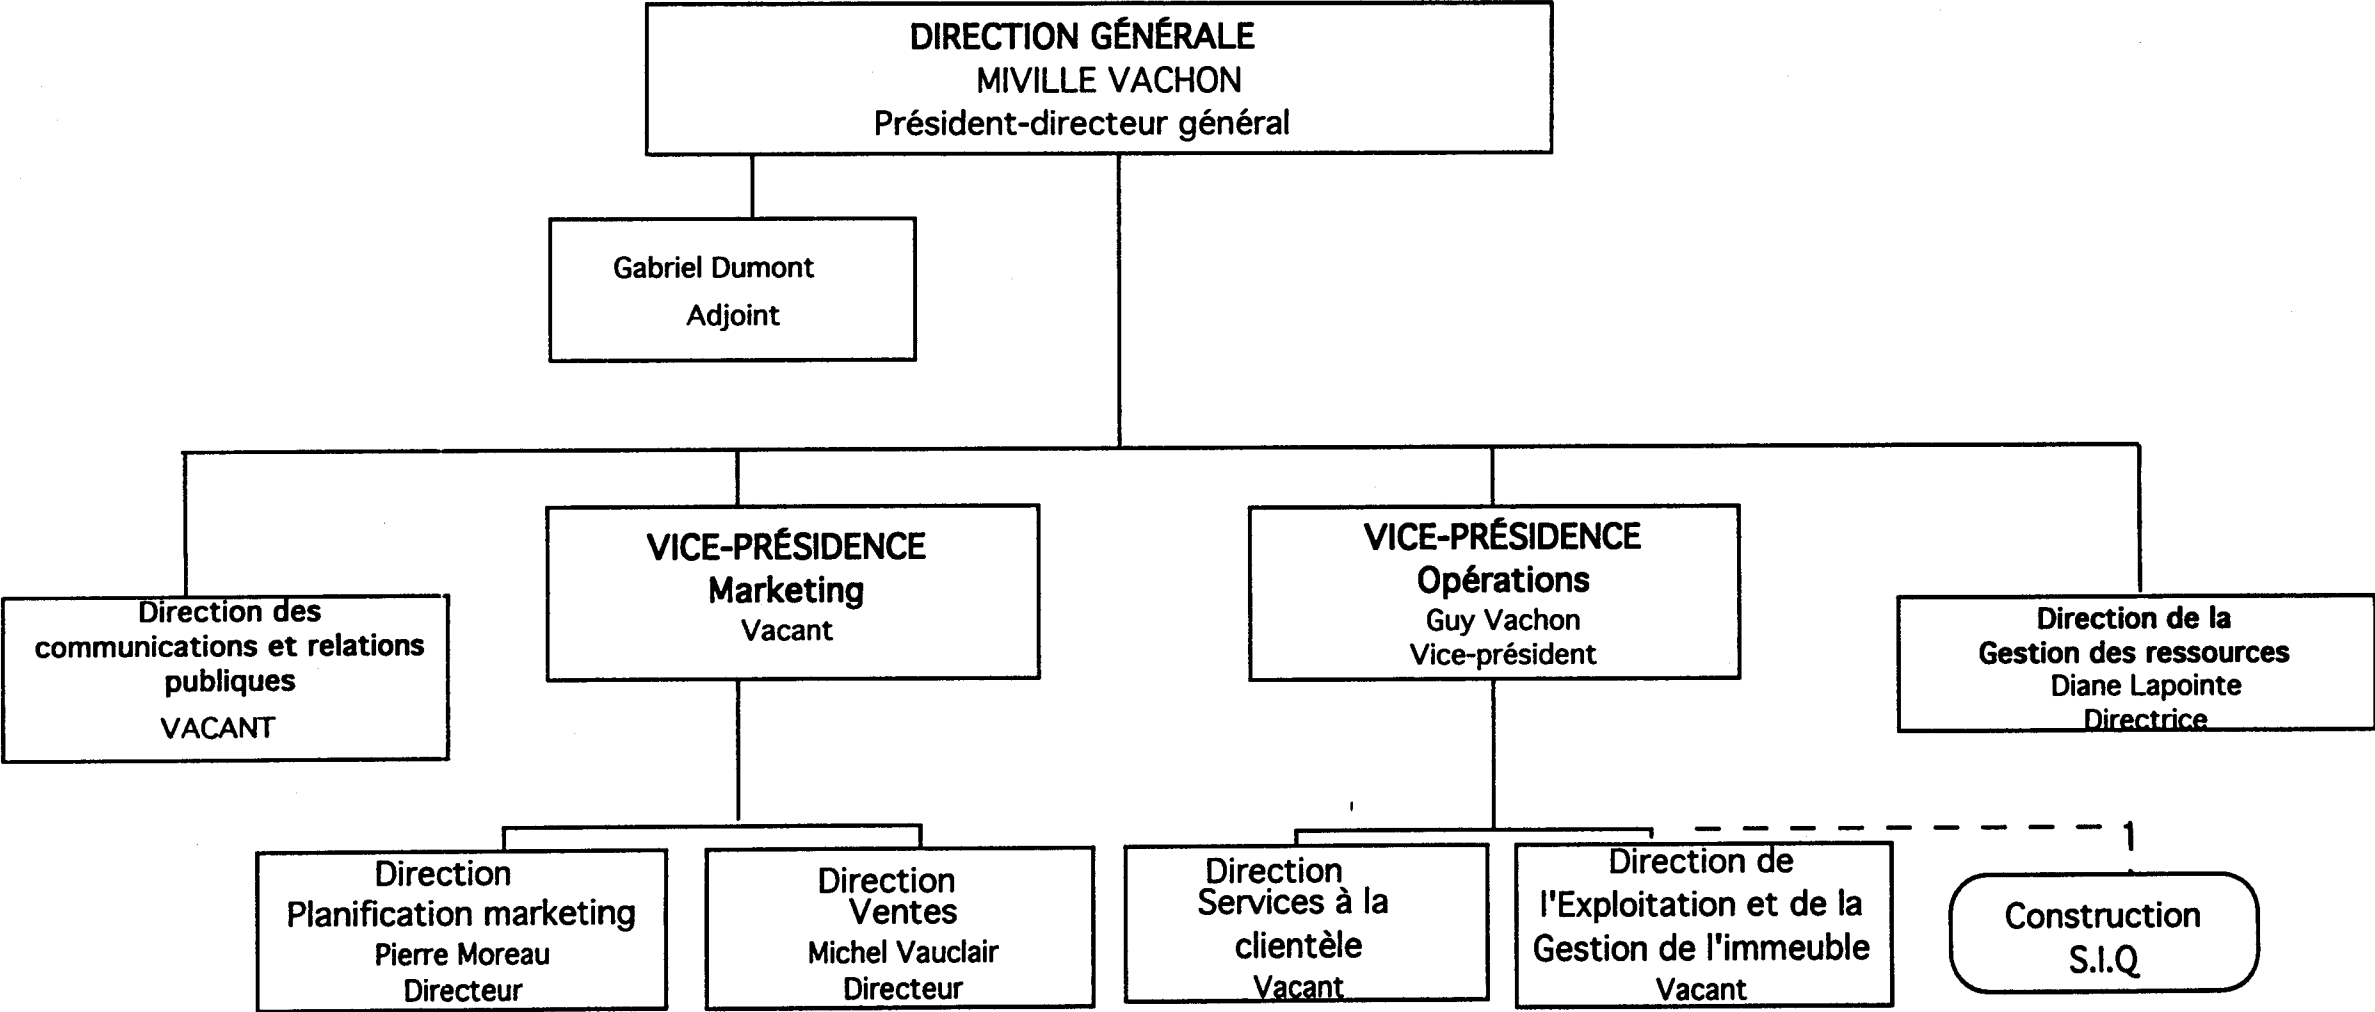 DIRECTION GÉNÉRALE
MIVILLE VACHON
Président-directeur général
Gabriel Dumont
Adjoint
Direction des
communications et relations
publiques
VACANT
VICE-PRÉSIDENCE
Marketing
Vacant
VICE-PRÉSIDENCE
Opérations
Guy Vachon
Vice-président
Direction de la
Gestion des ressources
Diane Lapointe
Directrice
Direction
Planification marketing
Pierre Moreau
Directeur
Direction
Ventes
Michel Vauclair
Directeur
Direction
Services à la
clientèle
Vacant
Direction de
l'Exploitation et de la
Gestion de l'immeuble
Vacant
Construction
S.I.Q